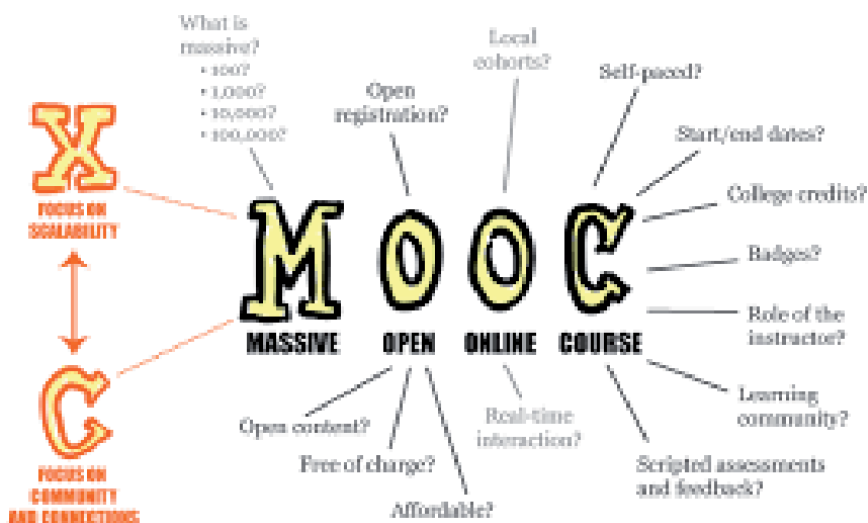 What is
massive?
• 100?
• 1,000?
• 10,000?
• 100,000?
Open
registration?
Local
cohorts?
Self-paced?
Start/end dates?
College credits?
Badges?
Role of the
instructor?
Learning
community?
Scripted assessments
and feedback?
X
FOCUS ON
SCALABILITY
C
FOCUS ON
COMMUNITY
AND CONNECTIONS
MOOC
MASSIVE OPEN ONLINE COURSE
Open content?
Free of charge?
Affordable?
Real-time
interaction?